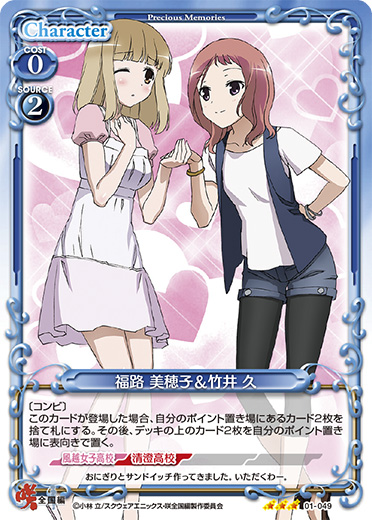 Precious Memories
Character
COST
0
SOURCE
2
福路 美穂子&竹井 久
[コンビ]
このカードが登場した場合、自分のポイント置き場にあるカード2枚を
捨て札にする。その後、デッキの上のカード2枚を自分のポイント置き
場に表向きで置く。
風越女子高校 清澄高校
おにぎりとサンドイッチ作ってきました。いただくわー。
咲 全国編
©小林 立/スクウェアエニックス・咲全国編製作委員会
01-049